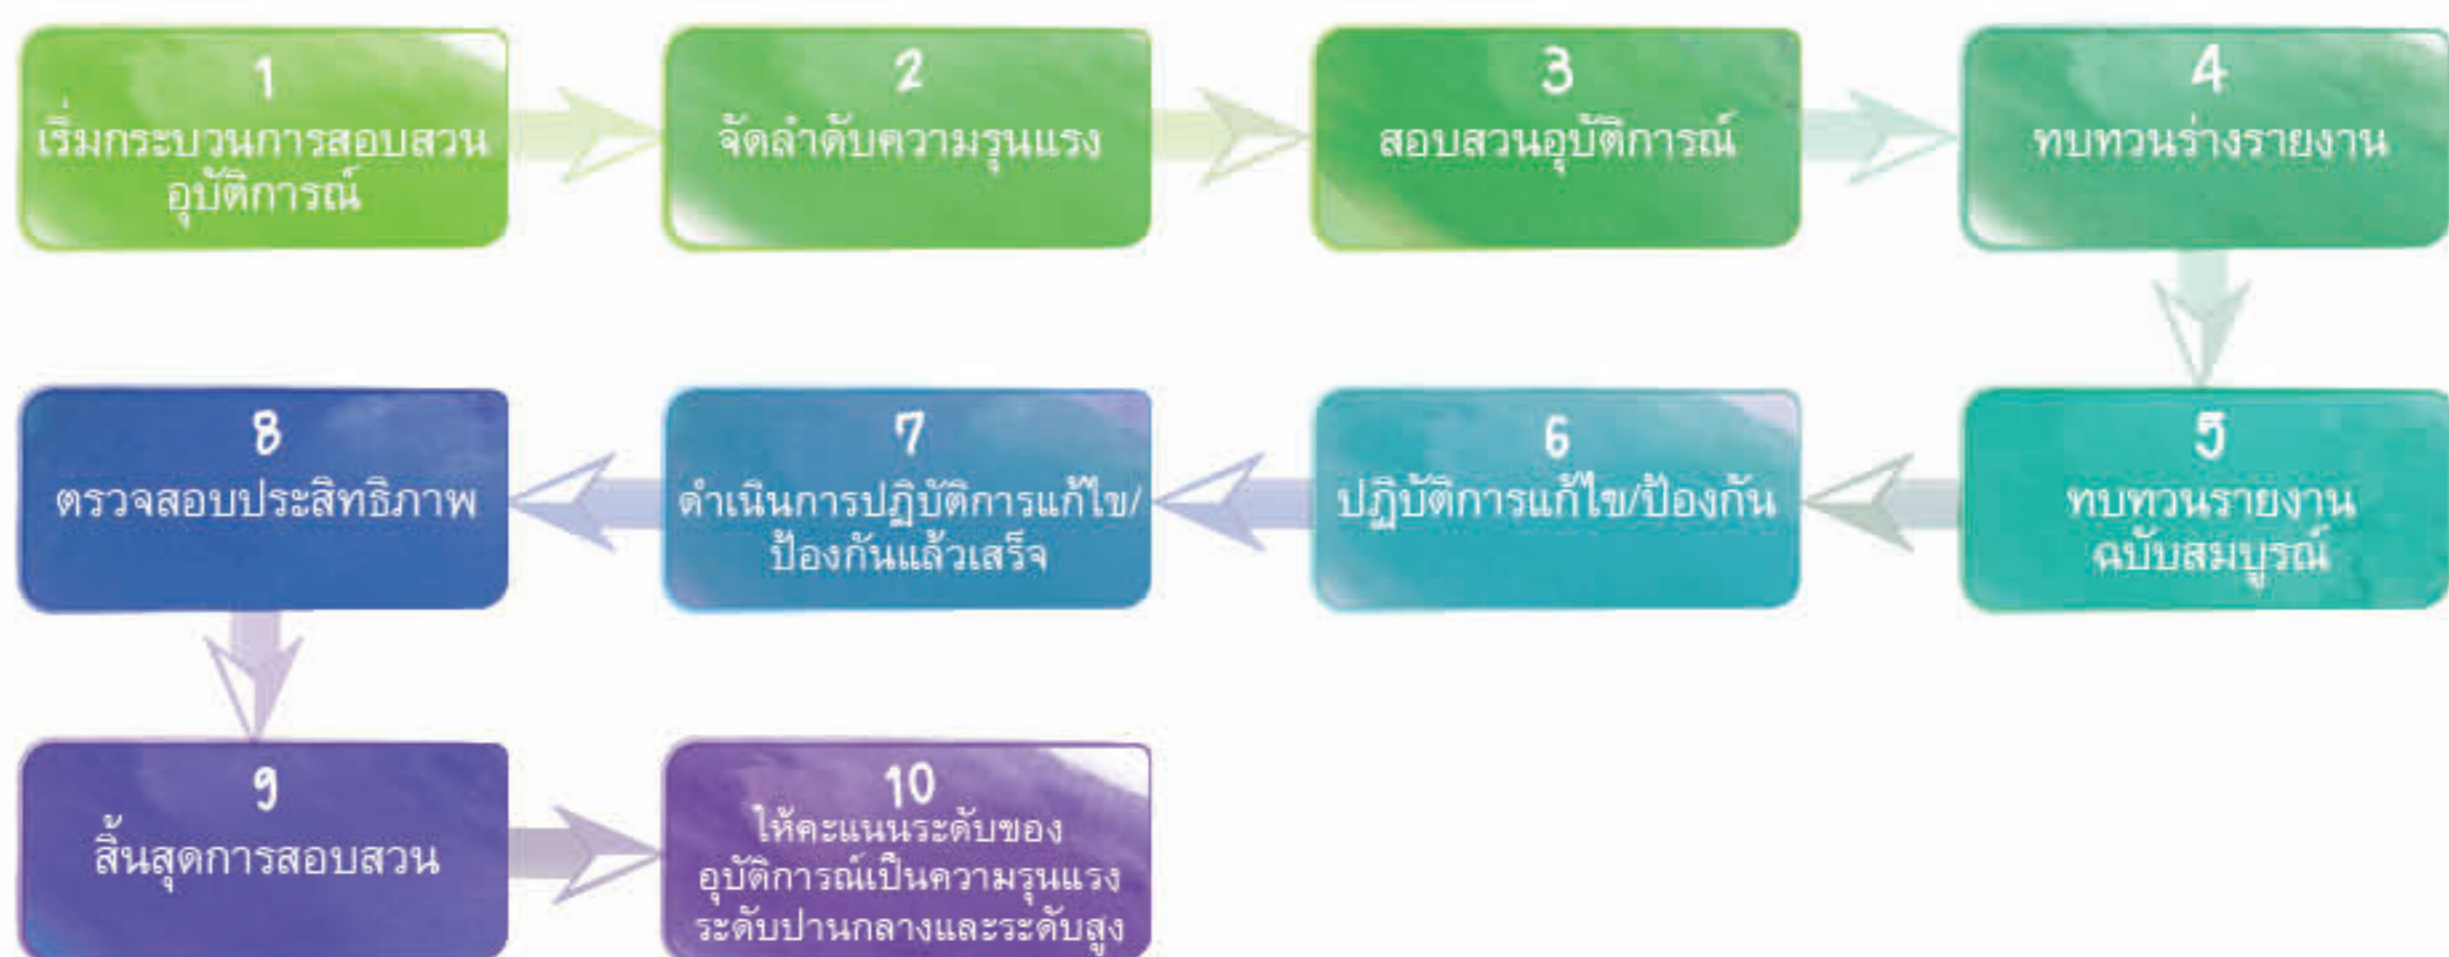 1
เริ่มกระบวนการสอบสวน
อุบัติการณ์
2
จัดลำดับความรุนแรง
3
สอบสวนอุบัติการณ์
4
ทบทวนร่างรายงาน
5
ทบทวนรายงาน
ฉบับสมบูรณ์
6
ปฏิบัติการแก้ไข/ป้องกัน
7
ดำเนินการปฏิบัติการแก้ไข/
ป้องกันแล้วเสร็จ
8
ตรวจสอบประสิทธิภาพ
9
สิ้นสุดการสอบสวน
10
ให้คะแนนระดับของ
อุบัติการณ์เป็นความรุนแรง
ระดับปานกลางและระดับสูง